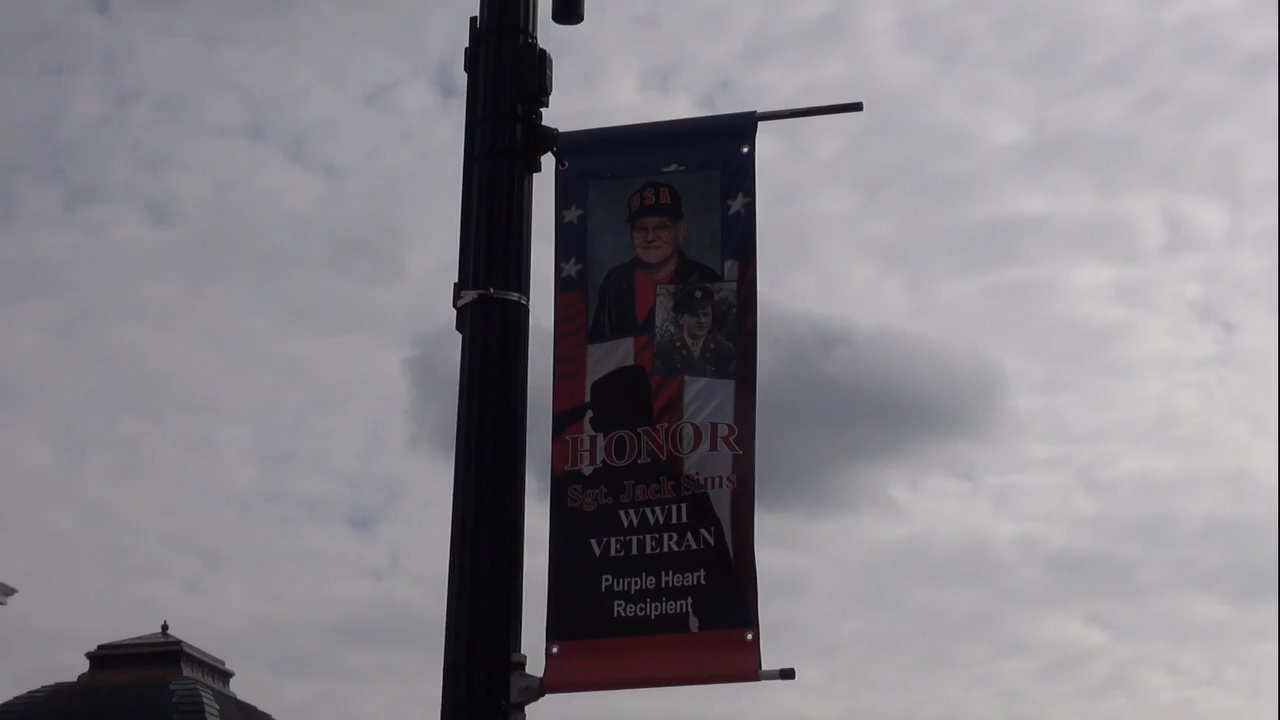 USA
HONOR
Sgt. Jack Sims
WWII
VETERAN
Purple Heart
Recipient